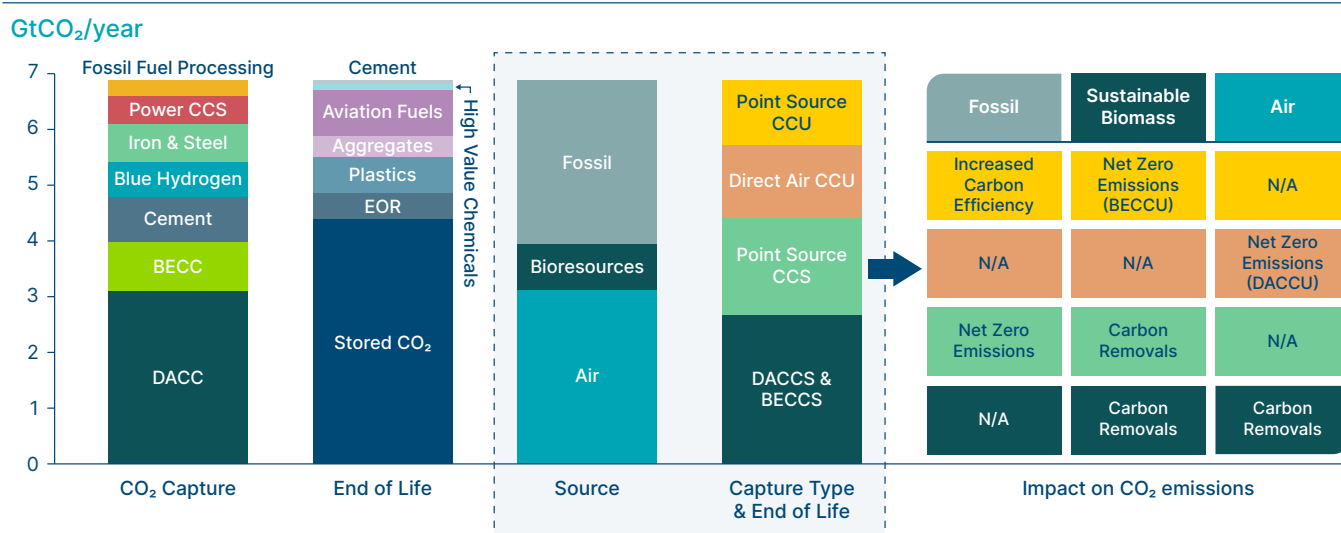 GtCO₂/year
7
6
5
4
3
2
1
0
Fossil Fuel Processing
Power CCS
Iron & Steel
Blue Hydrogen
Cement
BECC
DACC
CO₂ Capture
Cement
Aviation Fuels
Aggregates
Plastics
EOR
Stored CO₂
High Value Chemicals
End of Life
Fossil
Bioresources
Air
Source
Point Source
CCU
Direct Air CCU
Point Source
CCS
DACCS &
BECCS
Capture Type
& End of Life
Fossil
Sustainable
Biomass
Air
Increased
Carbon
Efficiency
Net Zero
Emissions
(BECCU)
N/A
N/A
N/A
Net Zero
Emissions
(DACCU)
Net Zero
Emissions
Carbon
Removals
N/A
N/A
Carbon
Removals
Carbon
Removals
Impact on CO₂ emissions